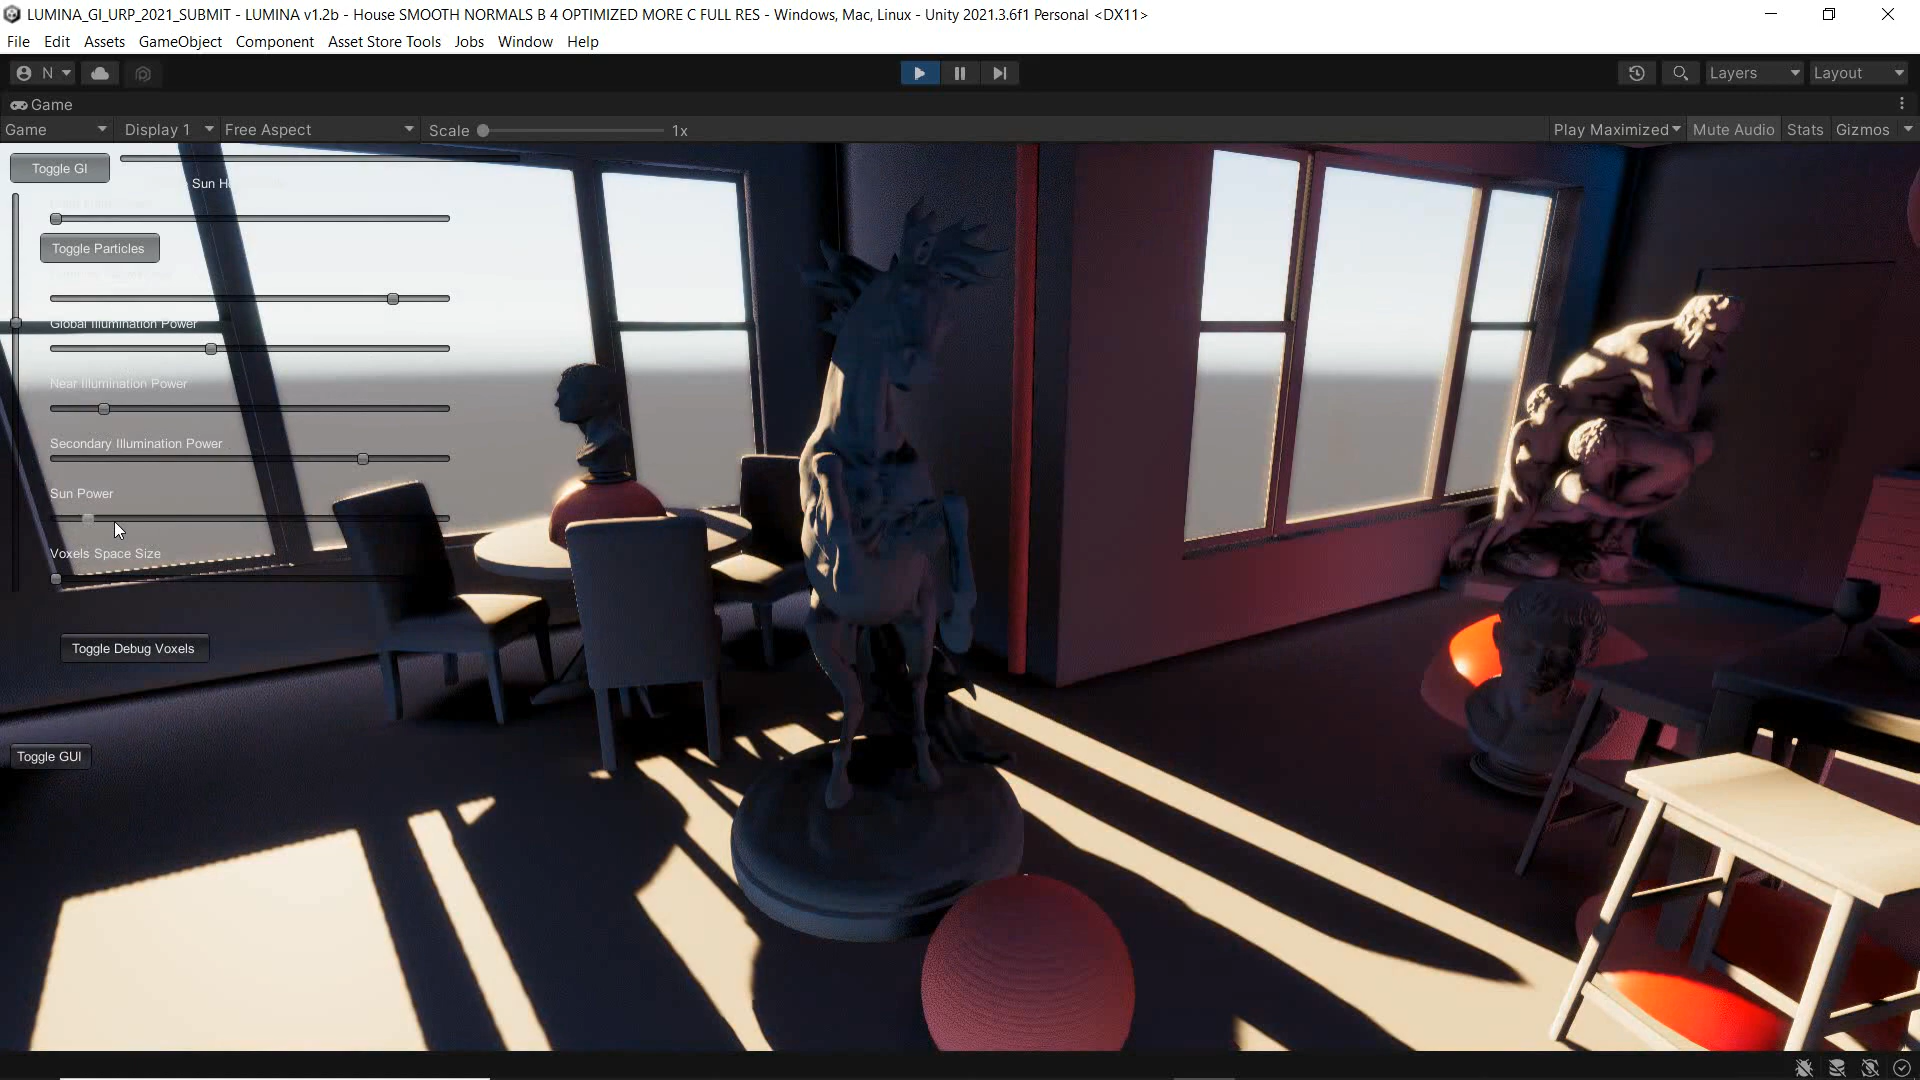 LUMINA_GI_URP_2021_SUBMIT - LUMINA v1.2b - House SMOOTH NORMALS B 4 OPTIMIZED MORE C FULL RES - Windows, Mac, Linux - Unity 2021.3.6f1 Personal <DX11>
File Edit Assets GameObject Component Asset Store Tools Jobs Window Help
N Layers Layout
Game
Game Display 1 Free Aspect Scale 1x Play Maximized Mute Audio Stats Gizmos
Toggle GI
Sun
Toggle Particles
Global Illumination Power
Near Illumination Power
Secondary Illumination Power
Sun Power
Voxels Space Size
Toggle Debug Voxels
Toggle GUI